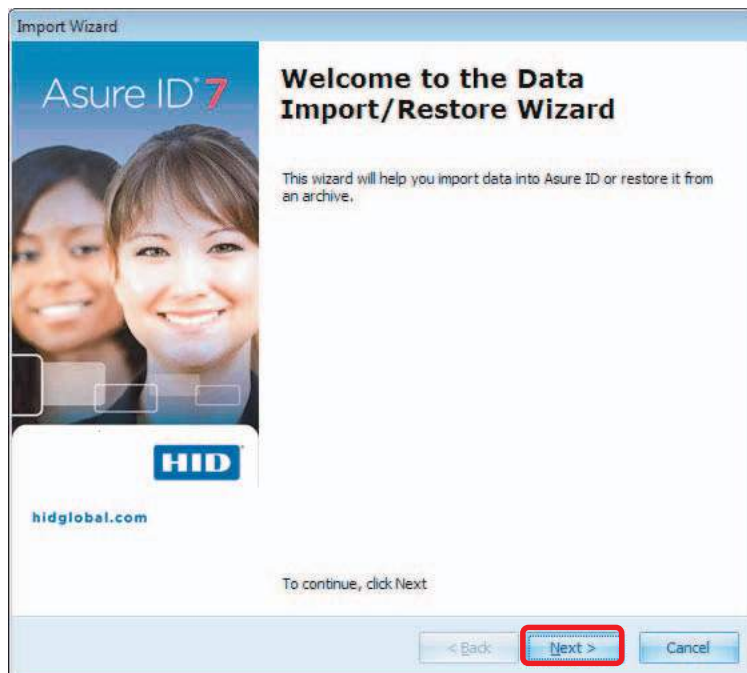 Import Wizard
Asure ID® 7
Welcome to the Data
Import/Restore Wizard
This wizard will help you import data into Asure ID or restore it from
an archive.
HID
hidglobal.com
To continue, click Next
< Back
Next >
Cancel